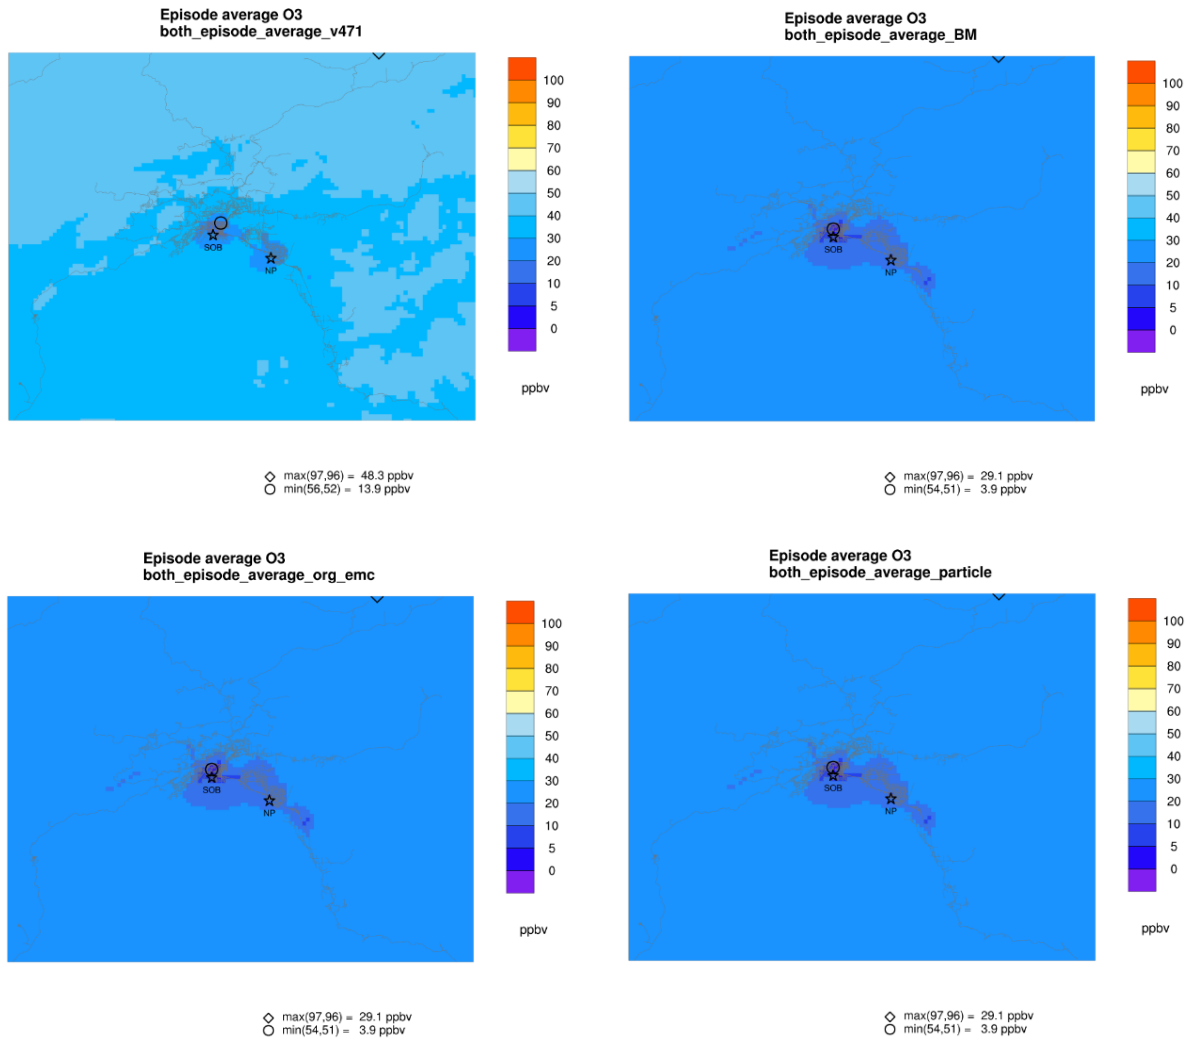 Episode average O3
both_episode_average_v471
100
90
80
70
60
50
40
30
20
10
5
0
ppbv
SOB
NP
max(97,96) = 48.3 ppbv
min(56,52) = 13.9 ppbv
Episode average O3
both_episode_average_BM
100
90
80
70
60
50
40
30
20
10
5
0
ppbv
SOB
NP
max(97,96) = 29.1 ppbv
min(54,51) = 3.9 ppbv
Episode average O3
both_episode_average_org_emc
100
90
80
70
60
50
40
30
20
10
5
0
ppbv
SOB
NP
max(97,96) = 29.1 ppbv
min(54,51) = 3.9 ppbv
Episode average O3
both_episode_average_particle
100
90
80
70
60
50
40
30
20
10
5
0
ppbv
SOB
NP
max(97,96) = 29.1 ppbv
min(54,51) = 3.9 ppbv